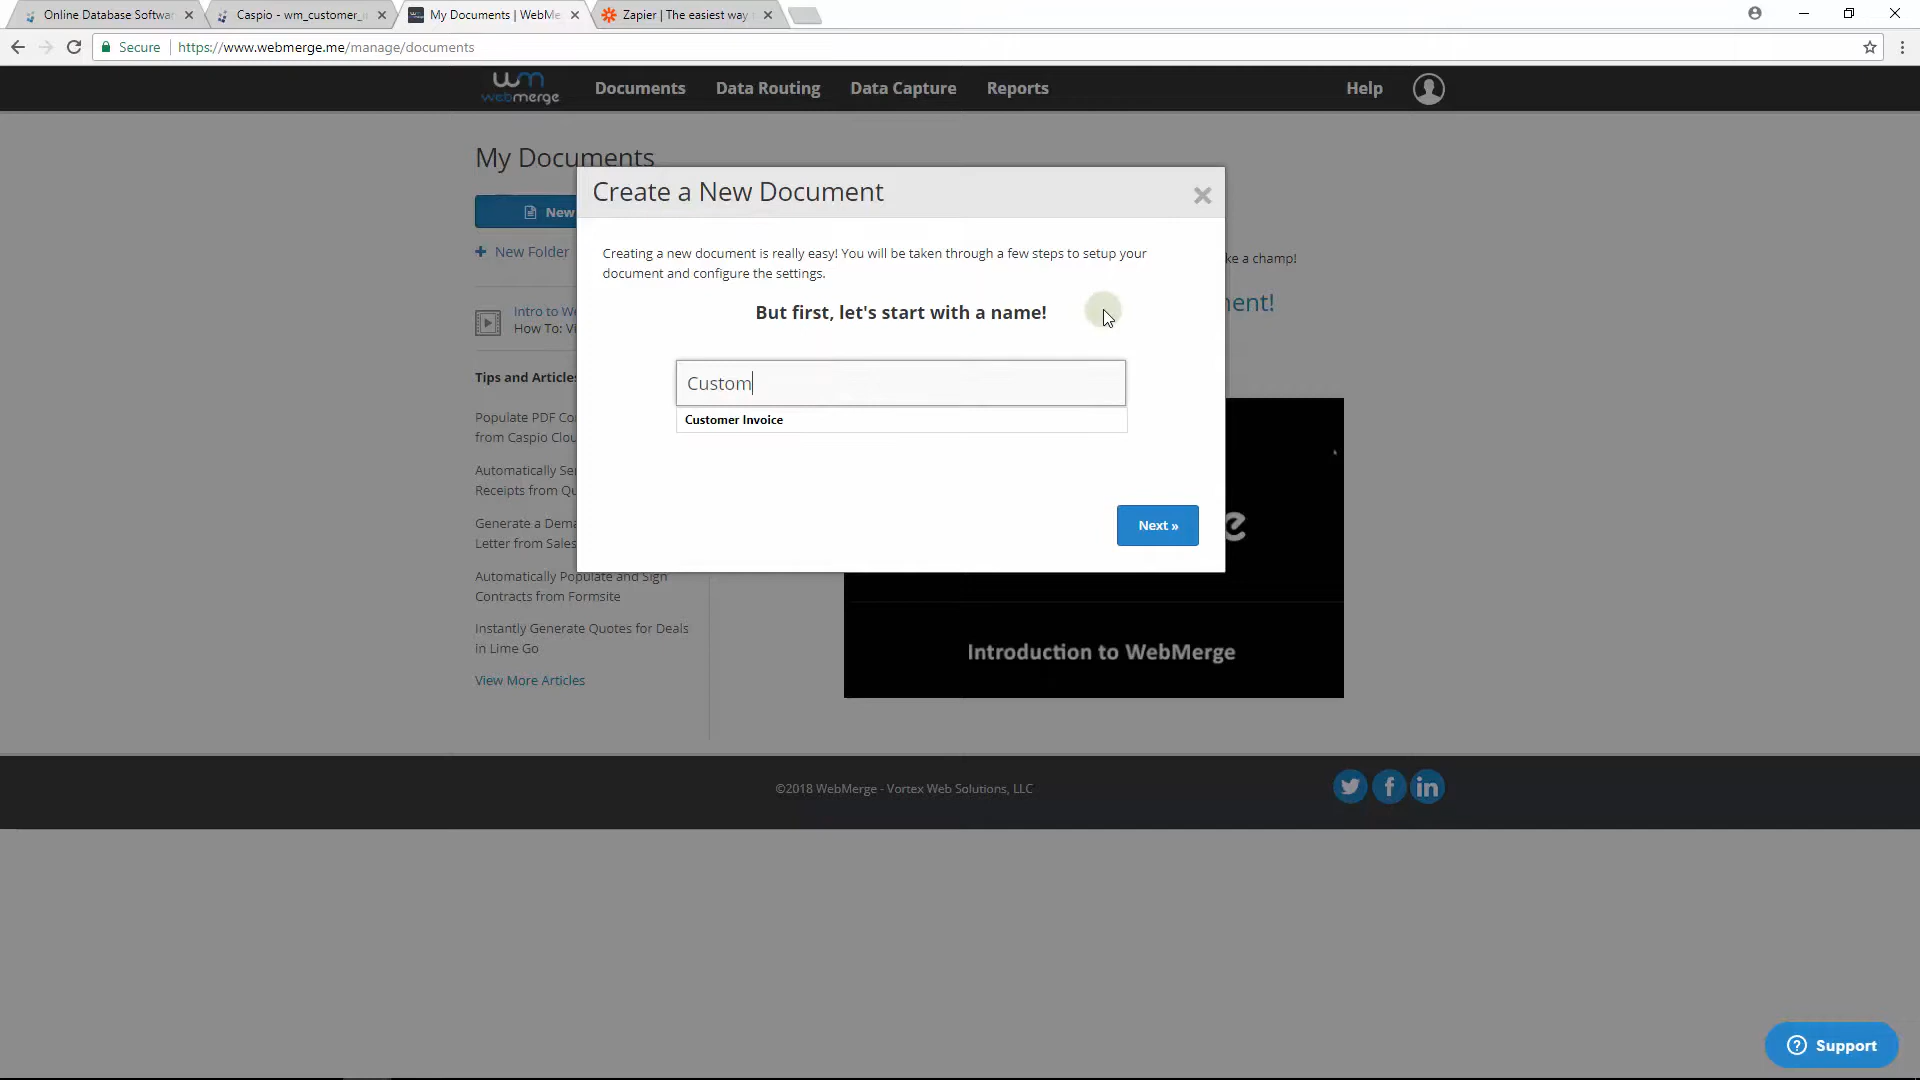 Online Database Softwar
Caspio - wm_customer_i
My Documents | WebMe
Zapier | The easiest way
Secure
https://www.webmerge.me/manage/documents
wm
webmerge
Documents
Data Routing
Data Capture
Reports
Help
My Documents
New
New Folder
Intro to We
How To: Vi
Tips and Article
Populate PDF Co
from Caspio Clou
Automatically Se
Receipts from Qu
Generate a Dema
Letter from Sales
Automatically Populate and Sign
Contracts from Formsite
Instantly Generate Quotes for Deals
in Lime Go
View More Articles
Create a New Document
Creating a new document is really easy! You will be taken through a few steps to setup your
document and configure the settings.
But first, let's start with a name!
Custom
Customer Invoice
Next »
ke a champ!
ent!
e
Introduction to WebMerge
©2018 WebMerge - Vortex Web Solutions, LLC
Support